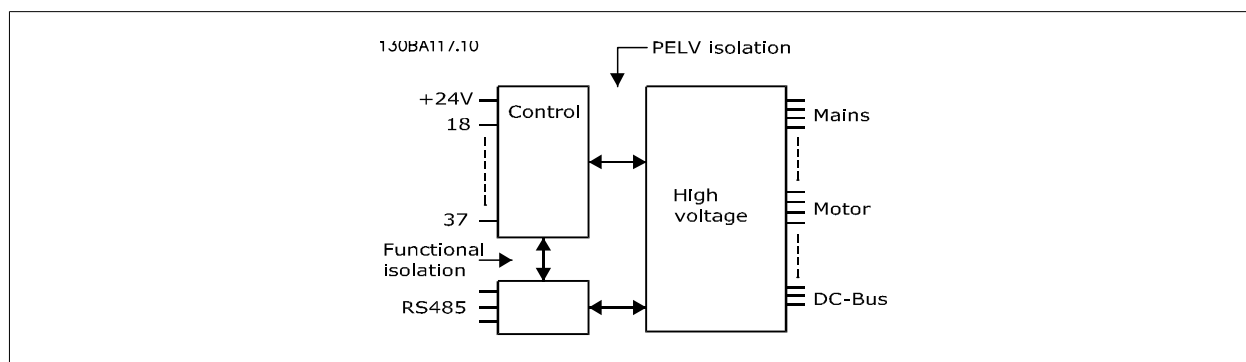 130BA117.10
PELV isolation
+24V
Control
Mains
18
High
voltage
37
Motor
Functional
isolation
RS485
DC-Bus